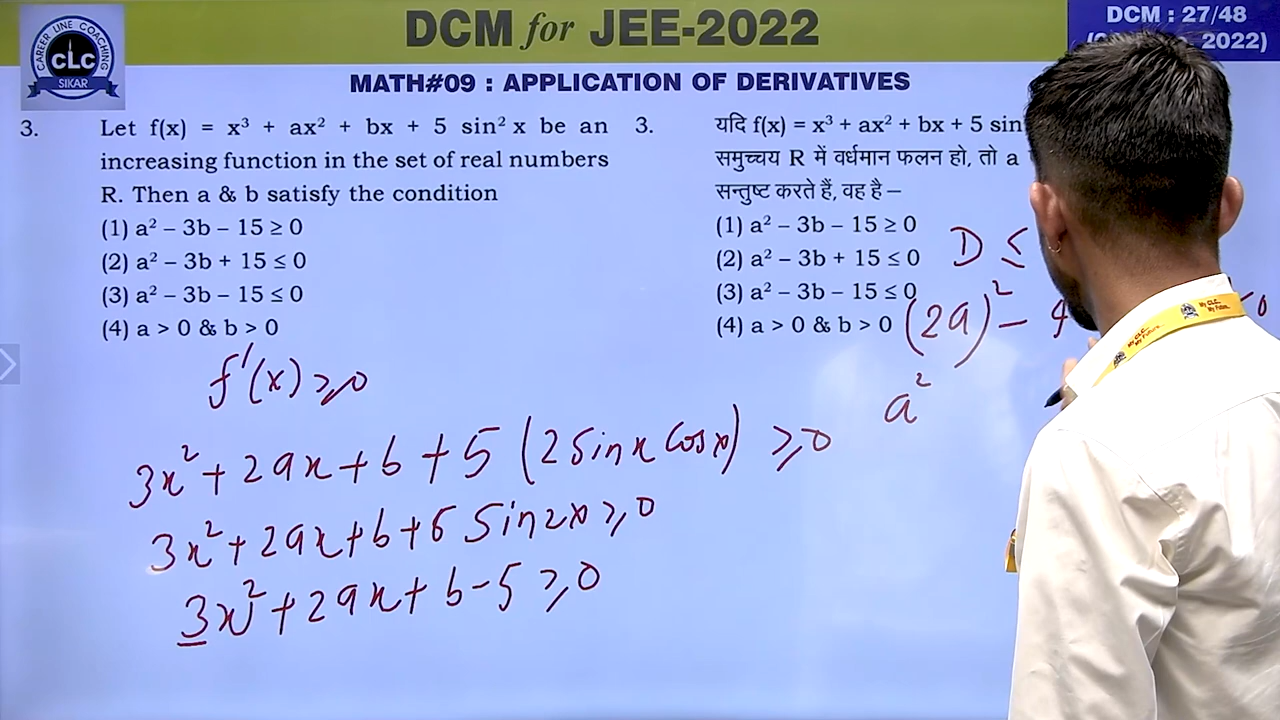 DCM for JEE-2022
DCM : 27/48
2022)
CAREER LINE COACHING
CLC
SIKAR
MATH#09 : APPLICATION OF DERIVATIVES
3. Let f(x) = x³ + ax² + bx + 5 sin² x be an
increasing function in the set of real numbers
R. Then a & b satisfy the condition
(1) a² – 3b – 15 ≥ 0
(2) a² – 3b + 15 ≤ 0
(3) a² – 3b – 15 ≤ 0
(4) a > 0 & b > 0
3. यदि f(x) = x³ + ax² + bx + 5 sin
समुच्चय R में वर्धमान फलन हो, तो a
सन्तुष्ट करते हैं, वह है –
(1) a² – 3b – 15 ≥ 0
(2) a² – 3b + 15 ≤ 0
(3) a² – 3b – 15 ≤ 0
(4) a > 0 & b > 0
f'(x) ≥ 0
3x² + 2ax + b + 5 (2 Sinx Cosx) ≥ 0
3x² + 2ax + b + 5 Sin2x ≥ 0
3x² + 2ax + b - 5 ≥ 0
D ≤
(2a)² - 4
a²
My CLC..
My Future..